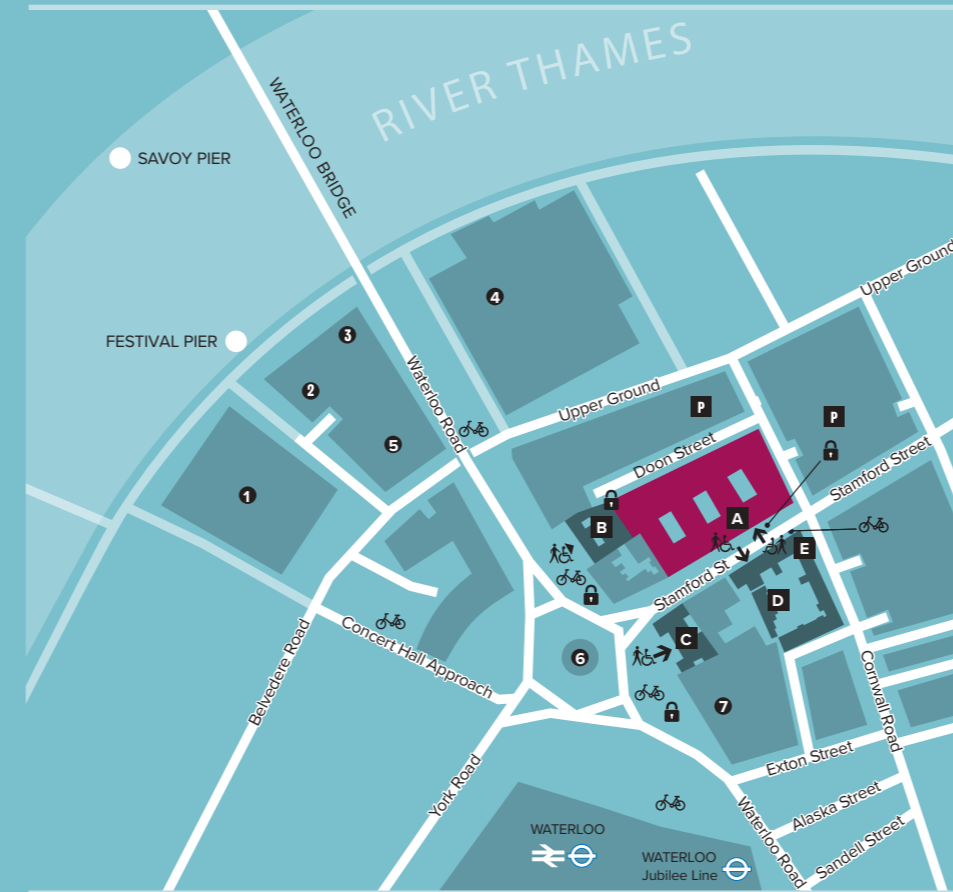 RIVER THAMES
WATERLOO BRIDGE
SAVOY PIER
Upper Ground
4
3
FESTIVAL PIER
2
Waterloo Road
Upper Ground
P
P
5
Doon Street
Stamford Street
1
A
B
E
Stamford St
D
Concert Hall Approach
C
6
Belvedere Road
Cornwall Road
7
Exton Street
York Road
Alaska Street
Waterloo Road
WATERLOO
Sandell Street
WATERLOO
Jubilee Line